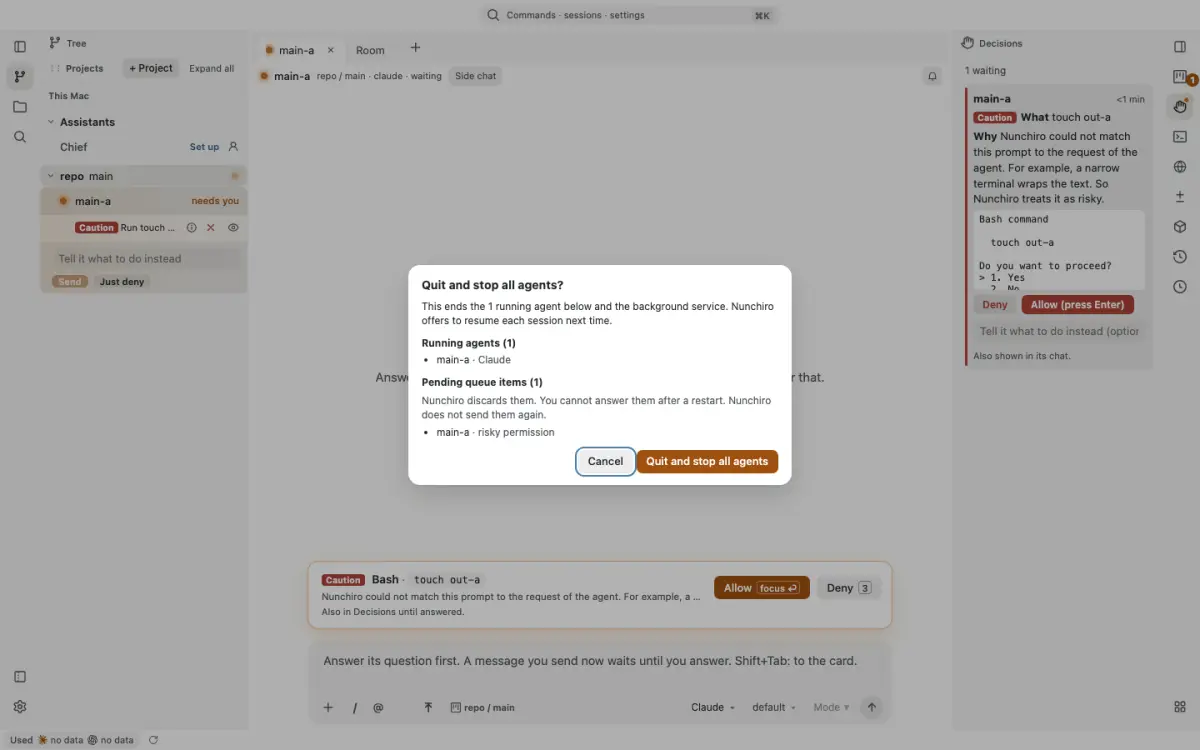 Commands · sessions · settings ⌘K
Tree
Projects + Project Expand all
This Mac
Assistants
Chief Set up
repo main
main-a needs you
Caution Run touch ...
Tell it what to do instead
Send Just deny
main-a × Room +
main-a repo / main · claude · waiting Side chat
Answe
r that.
Quit and stop all agents?
This ends the 1 running agent below and the background service. Nunchiro
offers to resume each session next time.
Running agents (1)
• main-a · Claude
Pending queue items (1)
Nunchiro discards them. You cannot answer them after a restart. Nunchiro
does not send them again.
• main-a · risky permission
Cancel Quit and stop all agents
Caution Bash · touch out-a
Nunchiro could not match this prompt to the request of the agent. For example, a ...
Also in Decisions until answered.
Allow focus ↩ Deny 3
Answer its question first. A message you send now waits until you answer. Shift+Tab: to the card.
+ / @ repo / main Claude default Mode
Decisions
1 waiting
main-a <1 min
Caution What touch out-a
Why Nunchiro could not match
this prompt to the request of the
agent. For example, a narrow
terminal wraps the text. So
Nunchiro treats it as risky.
Bash command
touch out-a
Do you want to proceed?
> 1. Yes
2. No
Deny Allow (press Enter)
Tell it what to do instead (option
Also shown in its chat.
1
Used no data no data